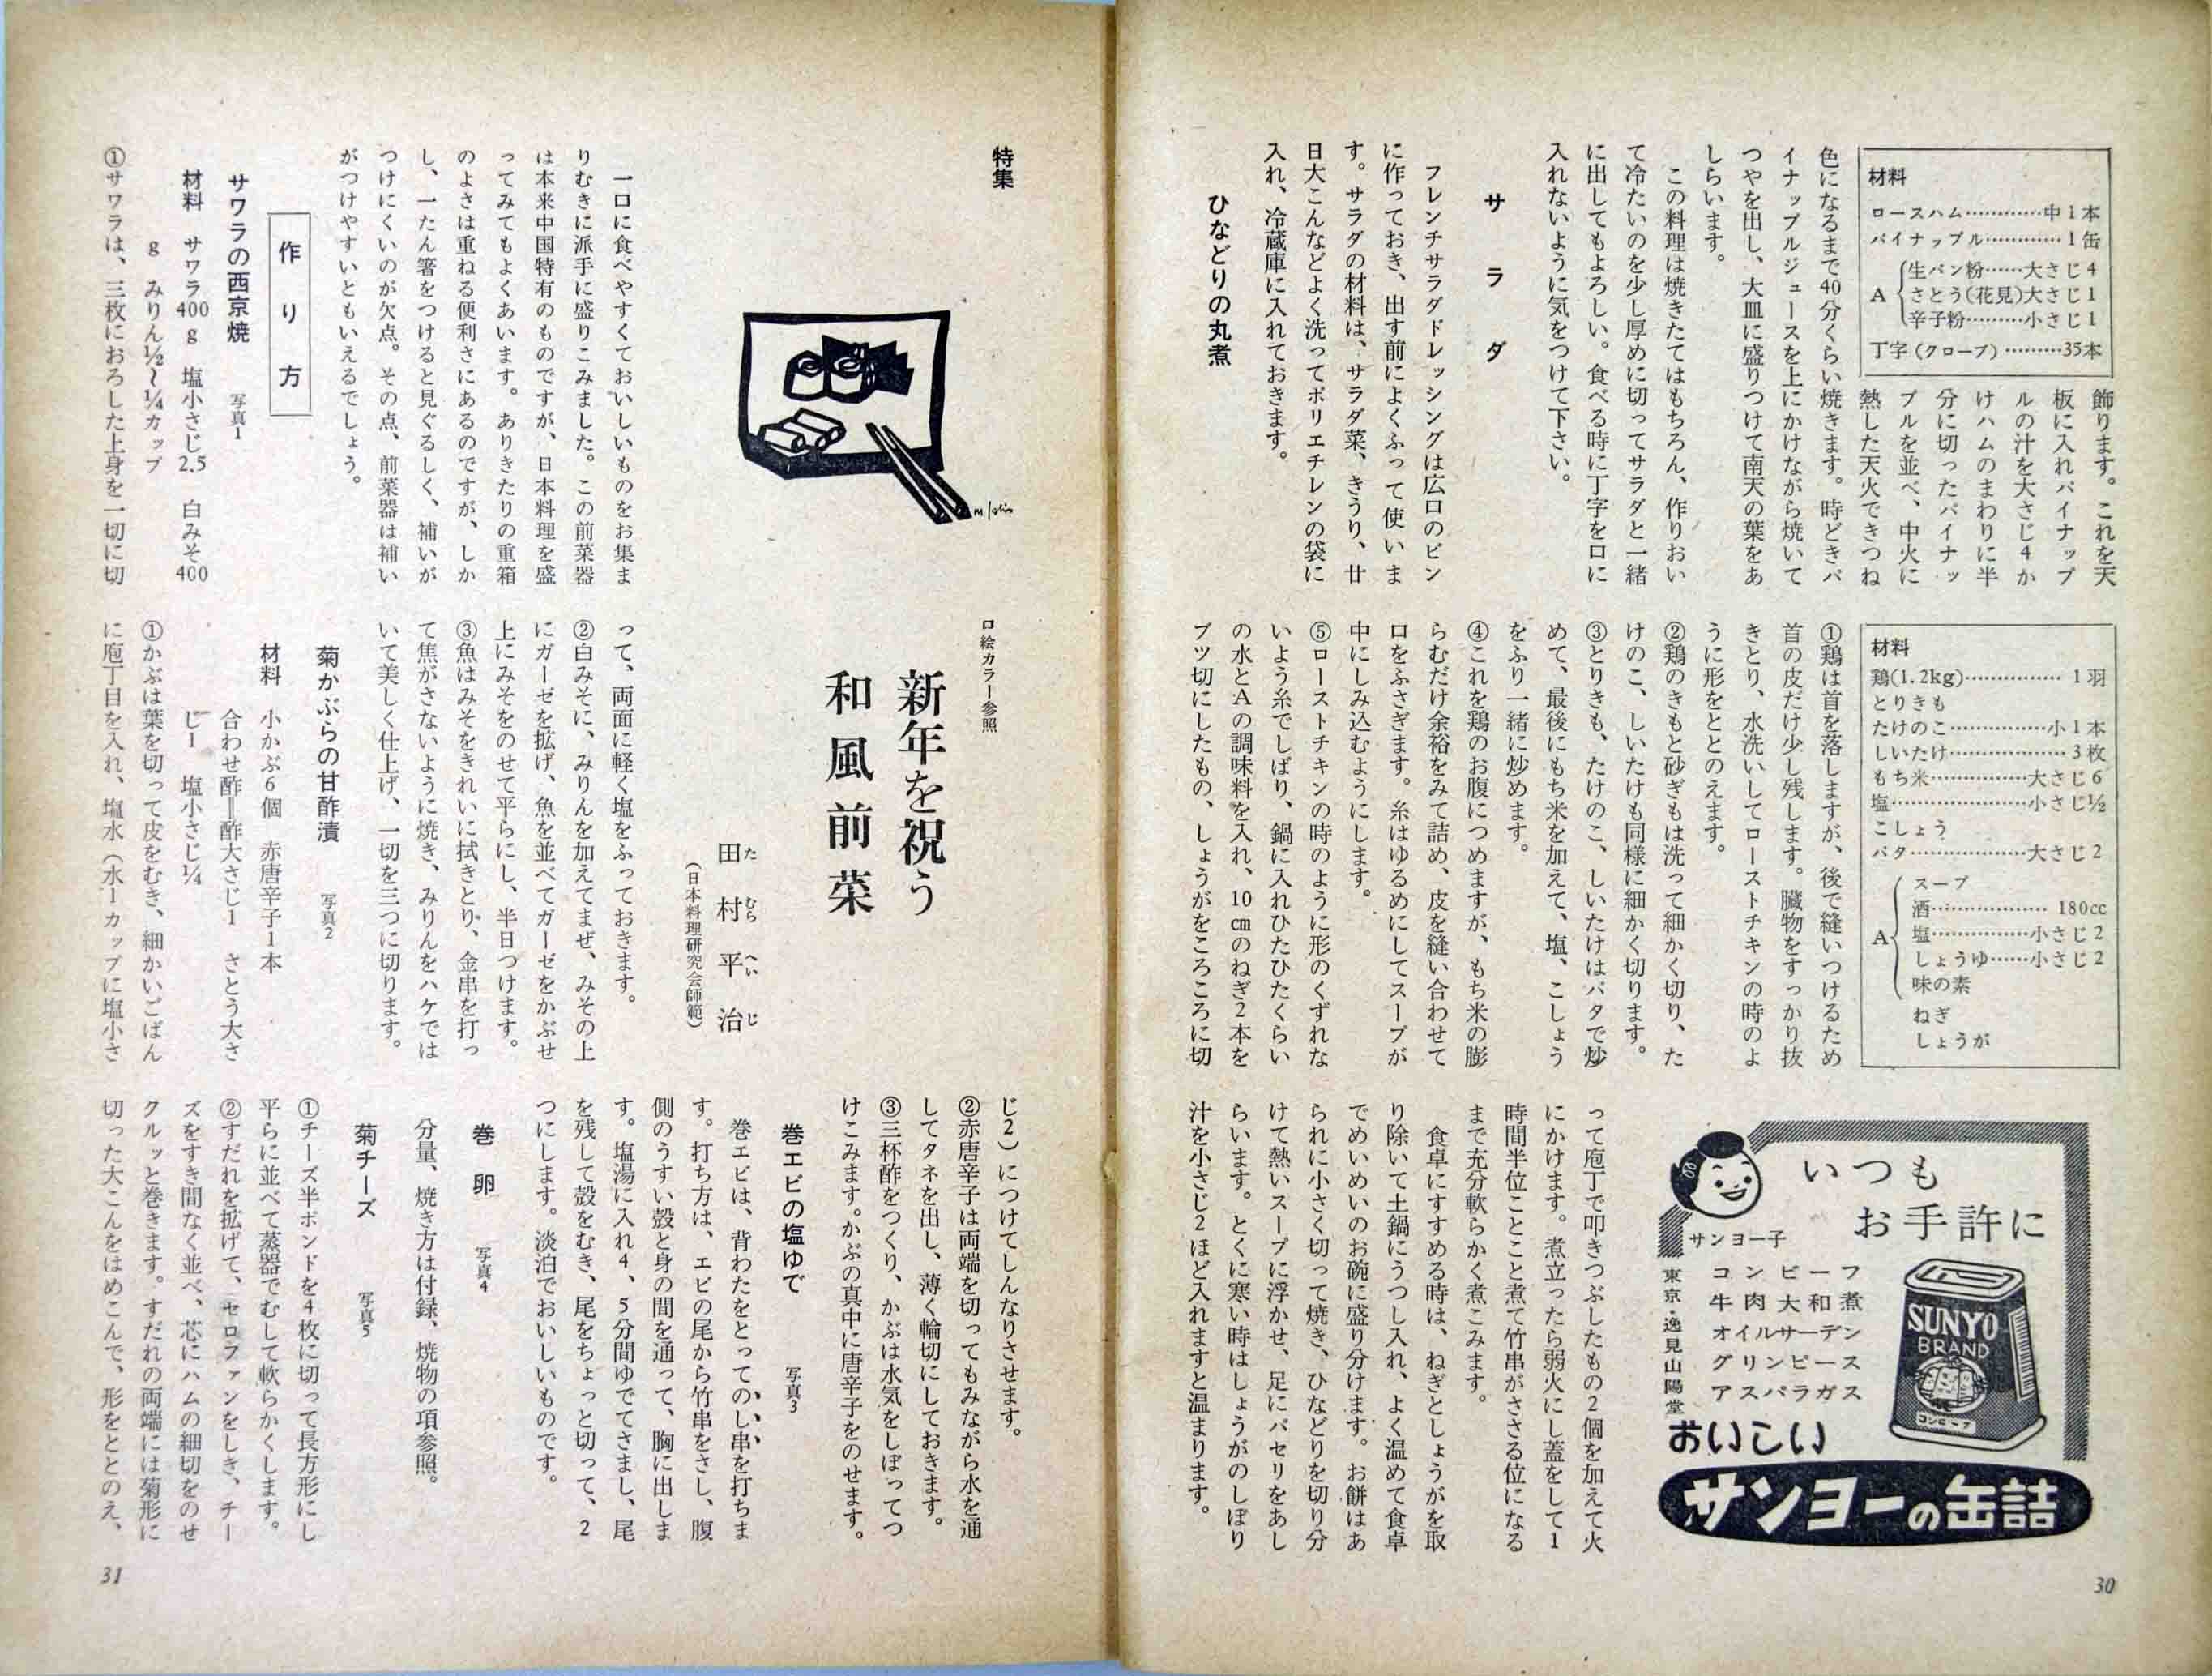 材料
ロースハム…………中1本
パイナップル…………1缶
A
生パン粉……大さじ4
さとう(花見)大さじ1
辛子粉………小さじ1
丁字(クローブ)………35本
飾ります。これを天
板に入れパイナップ
ルの汁を大さじ4か
けハムのまわりに半
分に切ったパイナッ
プルを並べ、中火に
熱した天火できつね
色になるまで40分くらい焼きます。時どきパ
イナップルジュースを上にかけながら焼いて
つやを出し、大皿に盛りつけて南天の葉をあ
しらいます。
この料理は焼きたてはもちろん、作りおい
て冷たいのを少し厚めに切ってサラダと一緒
に出してもよろしい。食べる時に丁字を口に
入れないように気をつけて下さい。
サラダ
フレンチサラダドレッシングは広口のビン
に作っておき、出す前によくふって使いま
す。サラダの材料は、サラダ菜、きうり、廿
日大こんなどよく洗ってポリエチレンの袋に
入れ、冷蔵庫に入れておきます。
ひなどりの丸煮
材料
鶏(1.2kg)……………1羽
とりきも
たけのこ……………小1本
しいたけ………………3枚
もち米……………大さじ6
塩…………………小さじ½
こしょう
バタ………………大さじ2
A
スープ
酒………………180cc
塩………………小さじ2
しょうゆ……小さじ2
味の素
ねぎ
しょうが
①鶏は首を落しますが、後で縫いつけるため
首の皮だけ少し残します。臓物をすっかり抜
きとり、水洗いしてローストチキンの時のよ
うに形をととのえます。
②鶏のきもと砂ぎもは洗って細かく切り、た
けのこ、しいたけも同様に細かく切ります。
③とりきも、たけのこ、しいたけはバタで炒
めて、最後にもち米を加えて、塩、こしょう
をふり一緒に炒めます。
④これを鶏のお腹につめますが、もち米の膨
らむだけ余裕をみて詰め、皮を縫い合わせて
口をふさぎます。糸はゆるめにしてスープが
中にしみ込むようにします。
⑤ローストチキンの時のように形のくずれな
いよう糸でしばり、鍋に入れひたひたくらい
の水とAの調味料を入れ、10㎝のねぎ2本を
ブツ切にしたもの、しょうがをころころに切
って庖丁で叩きつぶしたもの2個を加えて火
にかけます。煮立ったら弱火にし蓋をして1
時間半位ことこと煮て竹串がささる位になる
まで充分軟らかく煮こみます。
食卓にすすめる時は、ねぎとしょうがを取
り除いて土鍋にうつし入れ、よく温めて食卓
でめいめいのお碗に盛り分けます。お餅はあ
られに小さく切って焼き、ひなどりを切り分
けて熱いスープに浮かせ、足にパセリをあし
らいます。とくに寒い時はしょうがのしぼり
汁を小さじ2ほど入れますと温まります。
いつも
お手許に
サンヨー子
コンビーフ
牛肉大和煮
オイルサーデン
グリンピース
アスパラガス
東京・逸見山陽堂
SUNYO
BRAND
コンビーフ
おいしい
サンヨーの缶詰
30
特集
口絵カラー参照
新年を祝う
和風前菜
田村平治
たむらへいじ
(日本料理研究会師範)
一口に食べやすくておいしいものをお集ま
りむきに派手に盛りこみました。この前菜器
は本来中国特有のものですが、日本料理を盛
ってみてもよくあいます。ありきたりの重箱
のよさは重ねる便利さにあるのですが、しか
し、一たん箸をつけると見ぐるしく、補いが
つけにくいのが欠点。その点、前菜器は補い
がつけやすいともいえるでしょう。
作り方
サワラの西京焼 写真1
材料 サワラ400g 塩小さじ2.5 白みそ400
g みりん½〜¼カップ
①サワラは、三枚におろした上身を一切に切
って、両面に軽く塩をふっておきます。
②白みそに、みりんを加えてまぜ、みその上
にガーゼを拡げ、魚を並べてガーゼをかぶせ
上にみそをのせて平らにし、半日つけます。
③魚はみそをきれいに拭きとり、金串を打っ
て焦がさないように焼き、みりんをハケでは
いて美しく仕上げ、一切を三つに切ります。
菊かぶらの甘酢漬 写真2
材料 小かぶ6個 赤唐辛子1本
合わせ酢=酢大さじ1 さとう大さ
じ1 塩小さじ¼
①かぶは葉を切って皮をむき、細かいごばん
に庖丁目を入れ、塩水(水1カップに塩小さ
じ2)につけてしんなりさせます。
②赤唐辛子は両端を切ってもみながら水を通
してタネを出し、薄く輪切にしておきます。
③三杯酢をつくり、かぶは水気をしぼってつ
けこみます。かぶの真中に唐辛子をのせます。
巻エビの塩ゆで 写真3
巻エビは、背わたをとってのし串を打ちま
す。打ち方は、エビの尾から竹串をさし、腹
側のうすい殻と身の間を通って、胸に出しま
す。塩湯に入れ4、5分間ゆでてさまし、尾
を残して殻をむき、尾をちょっと切って、2
つにします。淡泊でおいしいものです。
巻卵 写真4
分量、焼き方は付録、焼物の項参照。
菊チーズ 写真5
①チーズ半ポンドを4枚に切って長方形にし
平らに並べて蒸器でむして軟らかくします。
②すだれを拡げて、セロファンをしき、チー
ズをすき間なく並べ、芯にハムの細切をのせ
クルッと巻きます。すだれの両端には菊形に
切った大こんをはめこんで、形をととのえ、
31